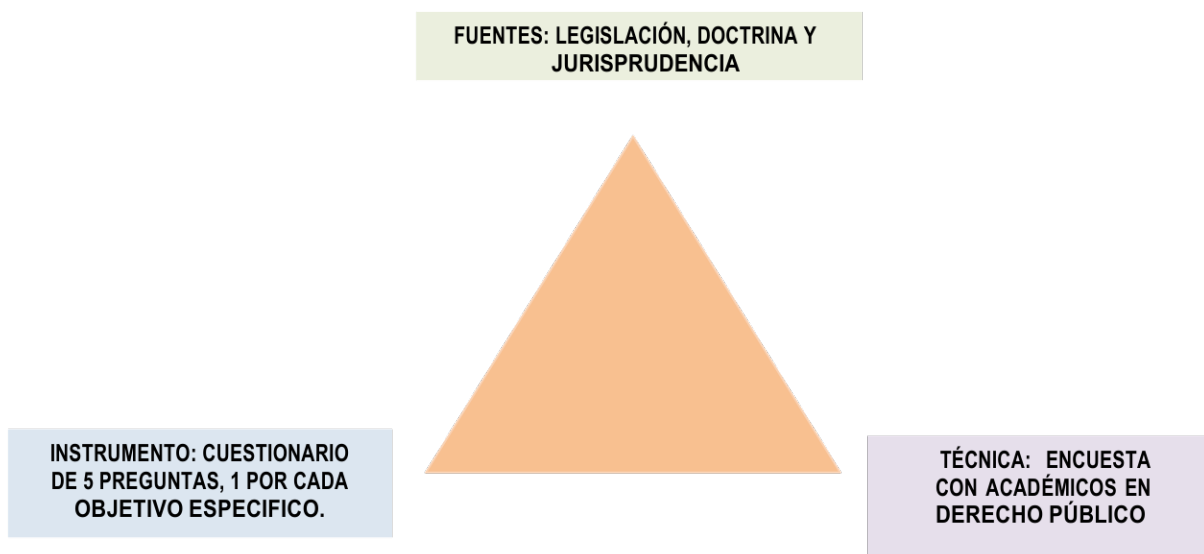 FUENTES: LEGISLACIÓN, DOCTRINA Y
JURISPRUDENCIA
INSTRUMENTO: CUESTIONARIO
DE 5 PREGUNTAS, 1 POR CADA
OBJETIVO ESPECIFICO.
TÉCNICA: ENCUESTA
CON ACADÉMICOS EN
DERECHO PÚBLICO